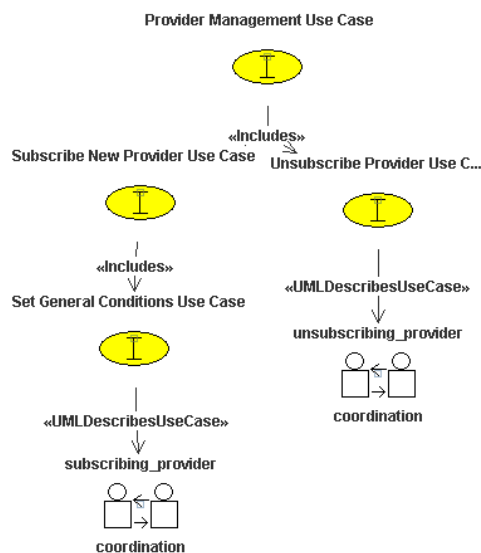 Provider Management Use Case
«Includes»
Subscribe New Provider Use Case
Unsubscribe Provider Use C...
«Includes»
«UMLDescribesUseCase»
Set General Conditions Use Case
unsubscribing_provider
coordination
«UMLDescribesUseCase»
subscribing_provider
coordination